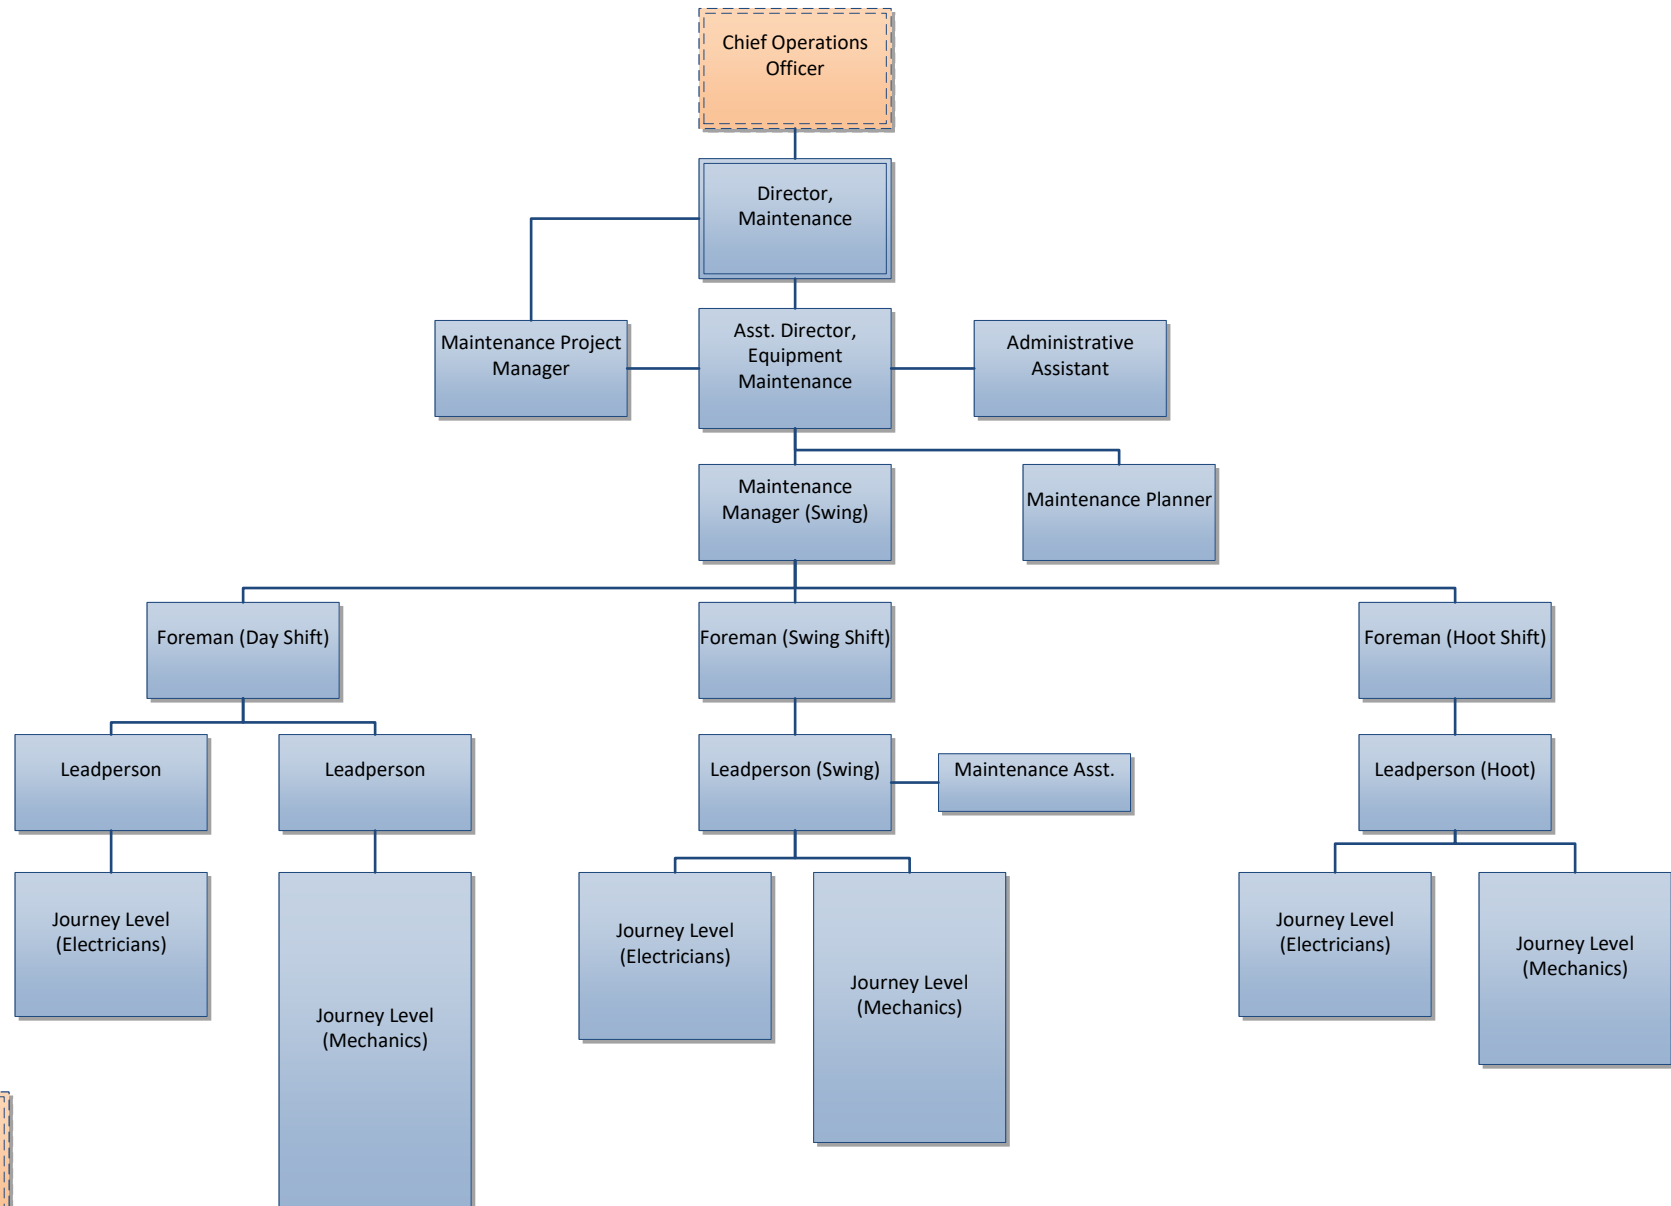 Chief Operations
Officer
Director,
Maintenance
Maintenance Project
Manager
Asst. Director,
Equipment
Maintenance
Administrative
Assistant
Maintenance
Manager (Swing)
Maintenance Planner
Foreman (Day Shift)
Foreman (Swing Shift)
Foreman (Hoot Shift)
Leadperson
Leadperson
Leadperson (Swing)
Maintenance Asst.
Leadperson (Hoot)
Journey Level
(Electricians)
Journey Level
(Mechanics)
Journey Level
(Electricians)
Journey Level
(Mechanics)
Journey Level
(Electricians)
Journey Level
(Mechanics)